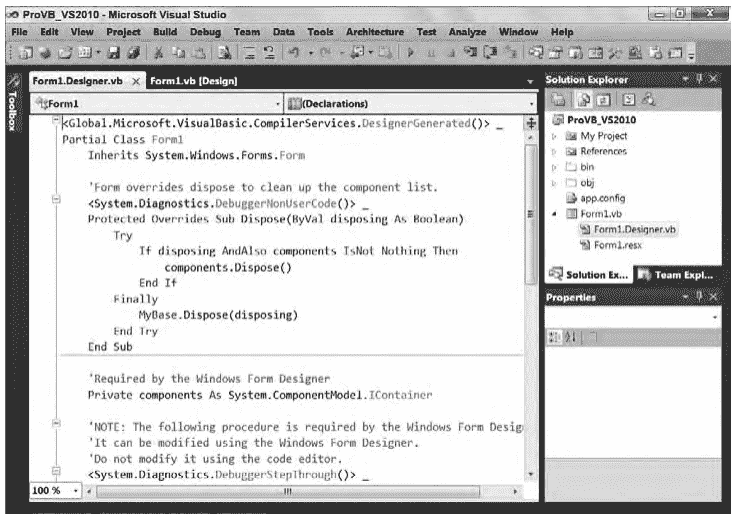 ProVB_VS2010 - Microsoft Visual Studio
File Edit View Project Build Debug Team Data Tools Architecture Test Analyze Window Help
Toolbox
Form1.Designer.vb × Form1.vb [Design]
Form1 (Declarations)
<Global.Microsoft.VisualBasic.CompilerServices.DesignerGenerated()> _
Partial Class Form1
Inherits System.Windows.Forms.Form
'Form overrides dispose to clean up the component list.
<System.Diagnostics.DebuggerNonUserCode()> _
Protected Overrides Sub Dispose(ByVal disposing As Boolean)
Try
If disposing AndAlso components IsNot Nothing Then
components.Dispose()
End If
Finally
MyBase.Dispose(disposing)
End Try
End Sub
'Required by the Windows Form Designer
Private components As System.ComponentModel.IContainer
'NOTE: The following procedure is required by the Windows Form Desig
'It can be modified using the Windows Form Designer.
'Do not modify it using the code editor.
<System.Diagnostics.DebuggerStepThrough()> _
100 %
Solution Explorer
ProVB_VS2010
My Project
References
bin
obj
app.config
Form1.vb
Form1.Designer.vb
Form1.resx
Solution Ex... Team Expl...
Properties